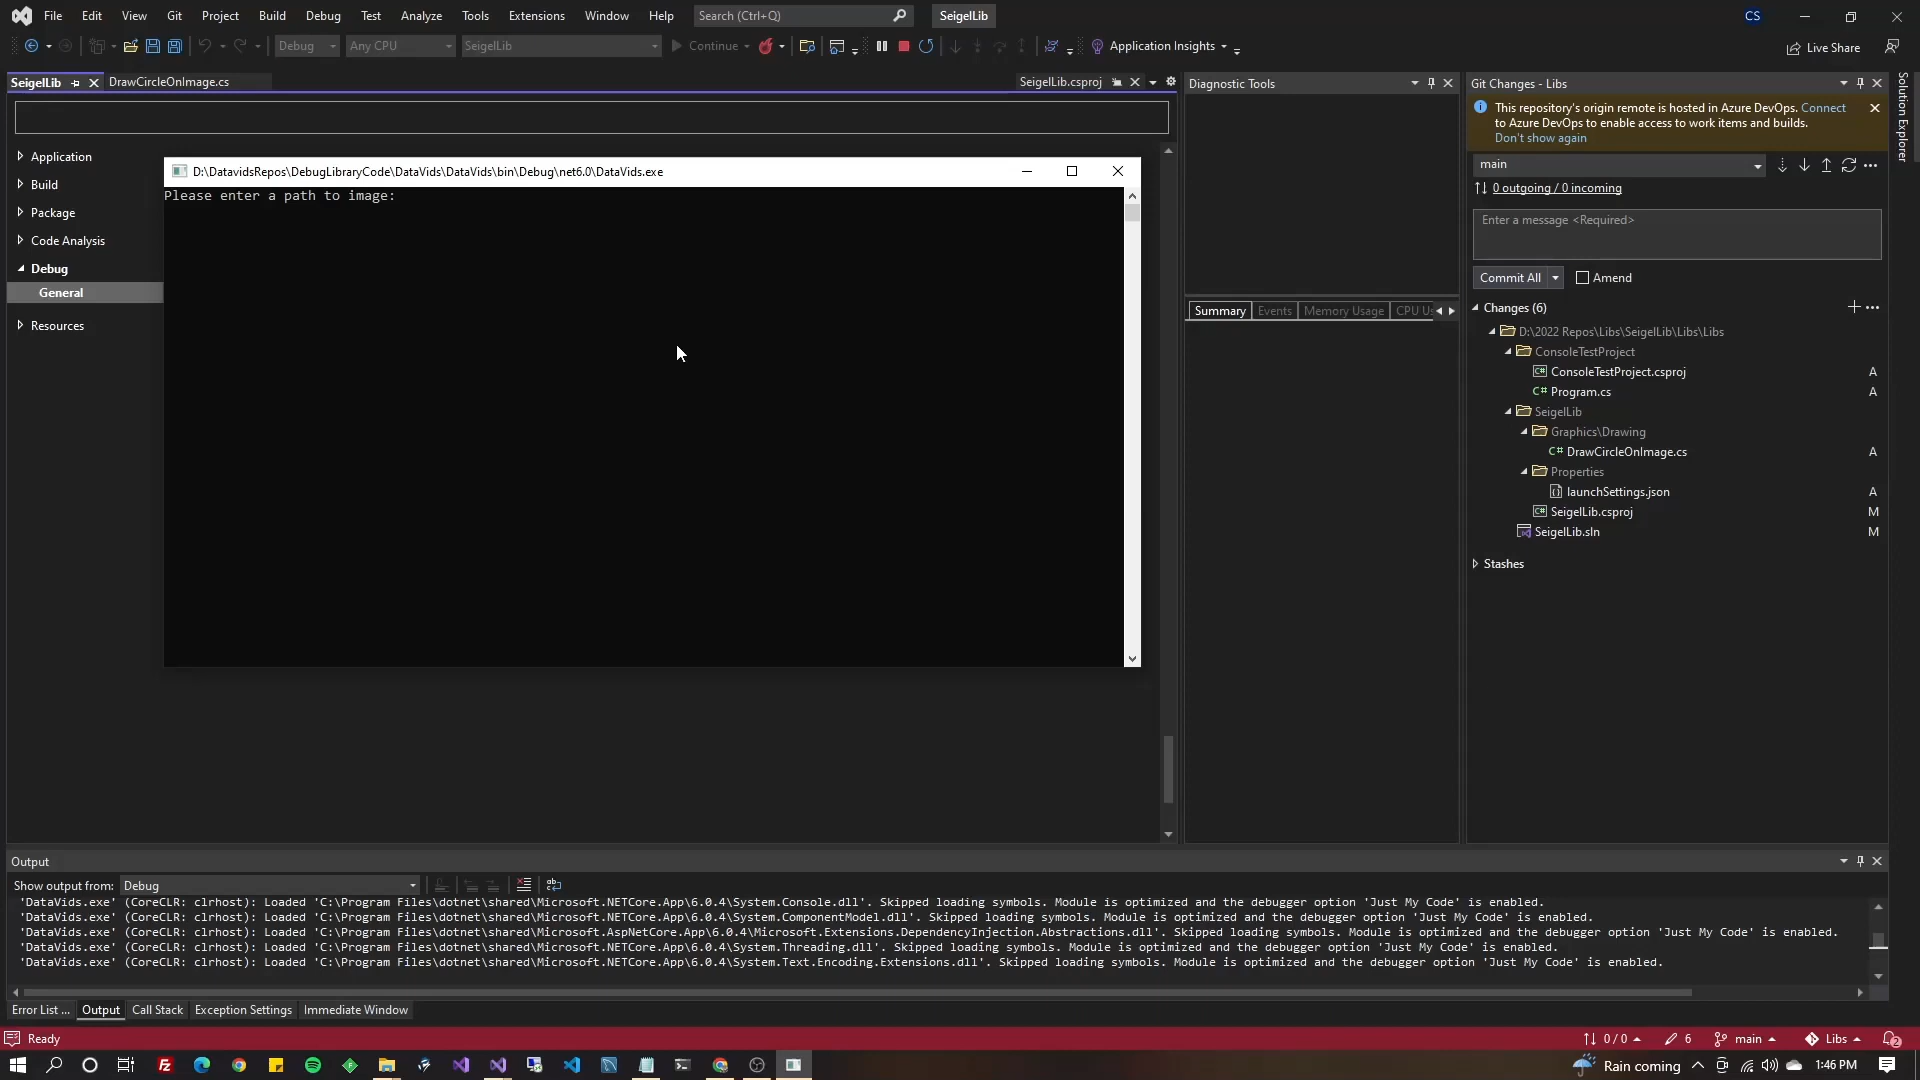 File Edit View Git Project Build Debug Test Analyze Tools Extensions Window Help Search (Ctrl+Q) SeigelLib CS
Debug Any CPU SeigelLib Continue Application Insights Live Share
SeigelLib DrawCircleOnImage.cs SeigelLib.csproj
Application
Build
Package
Code Analysis
Debug
General
Resources
D:\DatavidsRepos\DebugLibraryCode\DataVids\DataVids\bin\Debug\net6.0\DataVids.exe
Please enter a path to image:
Diagnostic Tools
Summary Events Memory Usage CPU Us
Git Changes - Libs
This repository's origin remote is hosted in Azure DevOps. Connect
to Azure DevOps to enable access to work items and builds.
Don't show again
main
0 outgoing / 0 incoming
Enter a message <Required>
Commit All Amend
Changes (6)
D:\2022 Repos\Libs\SeigelLib\Libs\Libs
ConsoleTestProject
ConsoleTestProject.csproj A
C# Program.cs A
SeigelLib
Graphics\Drawing
C# DrawCircleOnImage.cs A
Properties
launchSettings.json A
SeigelLib.csproj M
SeigelLib.sln M
Stashes
Solution Explorer
Output
Show output from: Debug
'DataVids.exe' (CoreCLR: clrhost): Loaded 'C:\Program Files\dotnet\shared\Microsoft.NETCore.App\6.0.4\System.Console.dll'. Skipped loading symbols. Module is optimized and the debugger option 'Just My Code' is enabled.
'DataVids.exe' (CoreCLR: clrhost): Loaded 'C:\Program Files\dotnet\shared\Microsoft.NETCore.App\6.0.4\System.ComponentModel.dll'. Skipped loading symbols. Module is optimized and the debugger option 'Just My Code' is enabled.
'DataVids.exe' (CoreCLR: clrhost): Loaded 'C:\Program Files\dotnet\shared\Microsoft.AspNetCore.App\6.0.4\Microsoft.Extensions.DependencyInjection.Abstractions.dll'. Skipped loading symbols. Module is optimized and the debugger option 'Just My Code' is enabled.
'DataVids.exe' (CoreCLR: clrhost): Loaded 'C:\Program Files\dotnet\shared\Microsoft.NETCore.App\6.0.4\System.Threading.dll'. Skipped loading symbols. Module is optimized and the debugger option 'Just My Code' is enabled.
'DataVids.exe' (CoreCLR: clrhost): Loaded 'C:\Program Files\dotnet\shared\Microsoft.NETCore.App\6.0.4\System.Text.Encoding.Extensions.dll'. Skipped loading symbols. Module is optimized and the debugger option 'Just My Code' is enabled.
Error List ... Output Call Stack Exception Settings Immediate Window
Ready 0 / 0 6 main Libs 2
Rain coming 1:46 PM